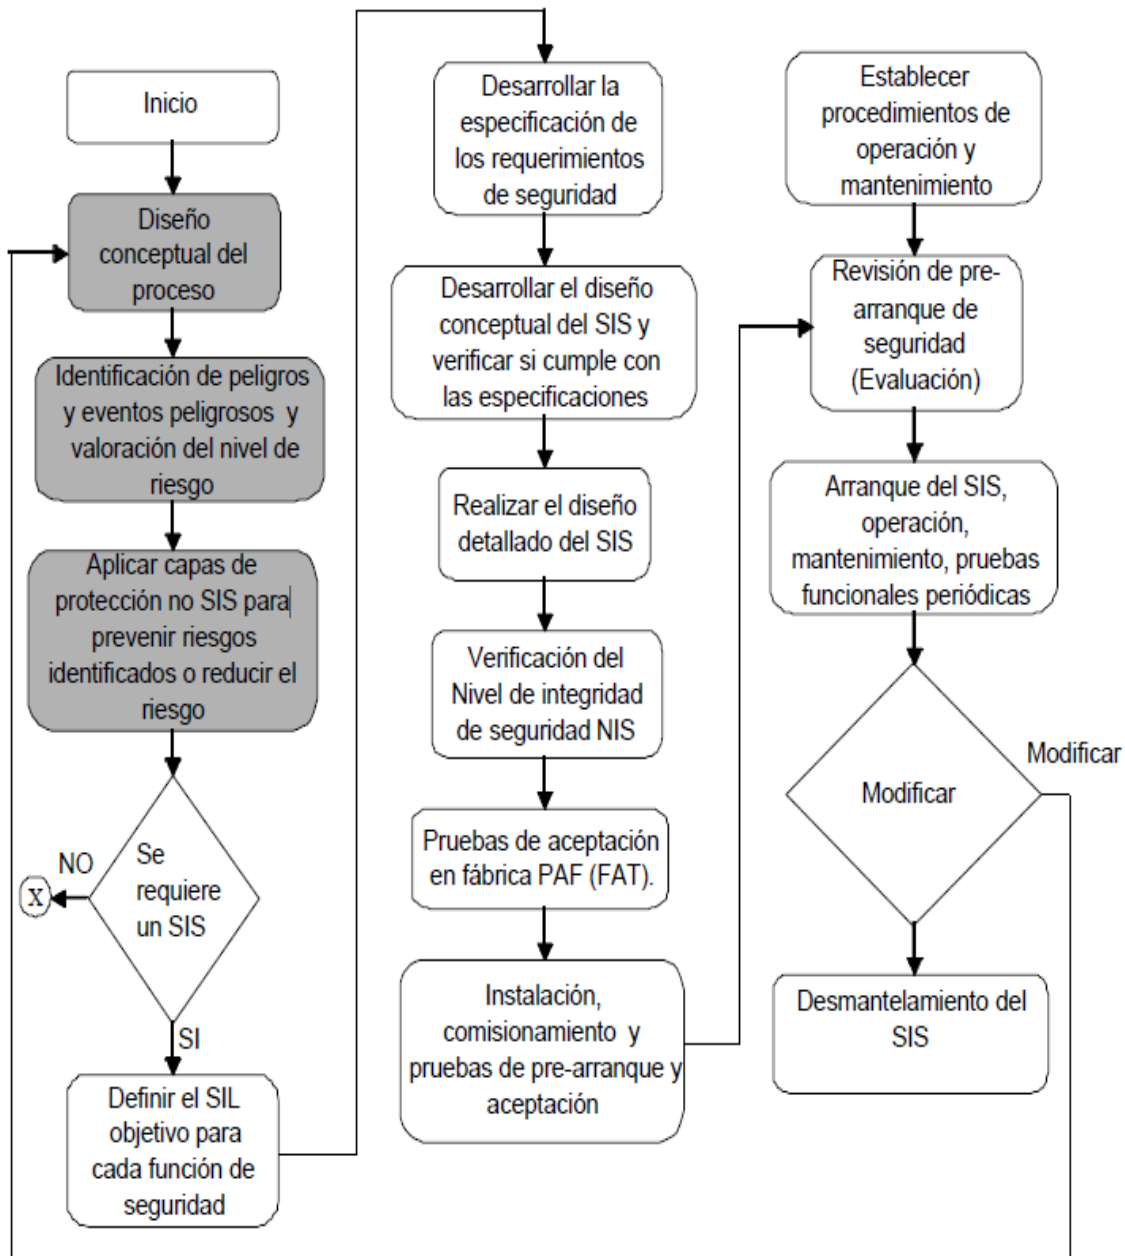 Inicio
Diseño
conceptual del
proceso
Identificación de peligros
y eventos peligrosos y
valoración del nivel de
riesgo
Aplicar capas de
protección no SIS para
prevenir riesgos
identificados o reducir el
riesgo
Se
requiere
un SIS
NO
X
SI
Definir el SIL
objetivo para
cada función de
seguridad
Desarrollar la
especificación de
los requerimientos
de seguridad
Desarrollar el diseño
conceptual del SIS y
verificar si cumple con
las especificaciones
Realizar el diseño
detallado del SIS
Verificación del
Nivel de integridad
de seguridad NIS
Pruebas de aceptación
en fábrica PAF (FAT).
Instalación,
comisionamiento y
pruebas de pre-arranque y
aceptación
Establecer
procedimientos de
operación y
mantenimiento
Revisión de pre-
arranque de
seguridad
(Evaluación)
Arranque del SIS,
operación,
mantenimiento, pruebas
funcionales periódicas
Modificar
Modificar
Desmantelamiento del
SIS